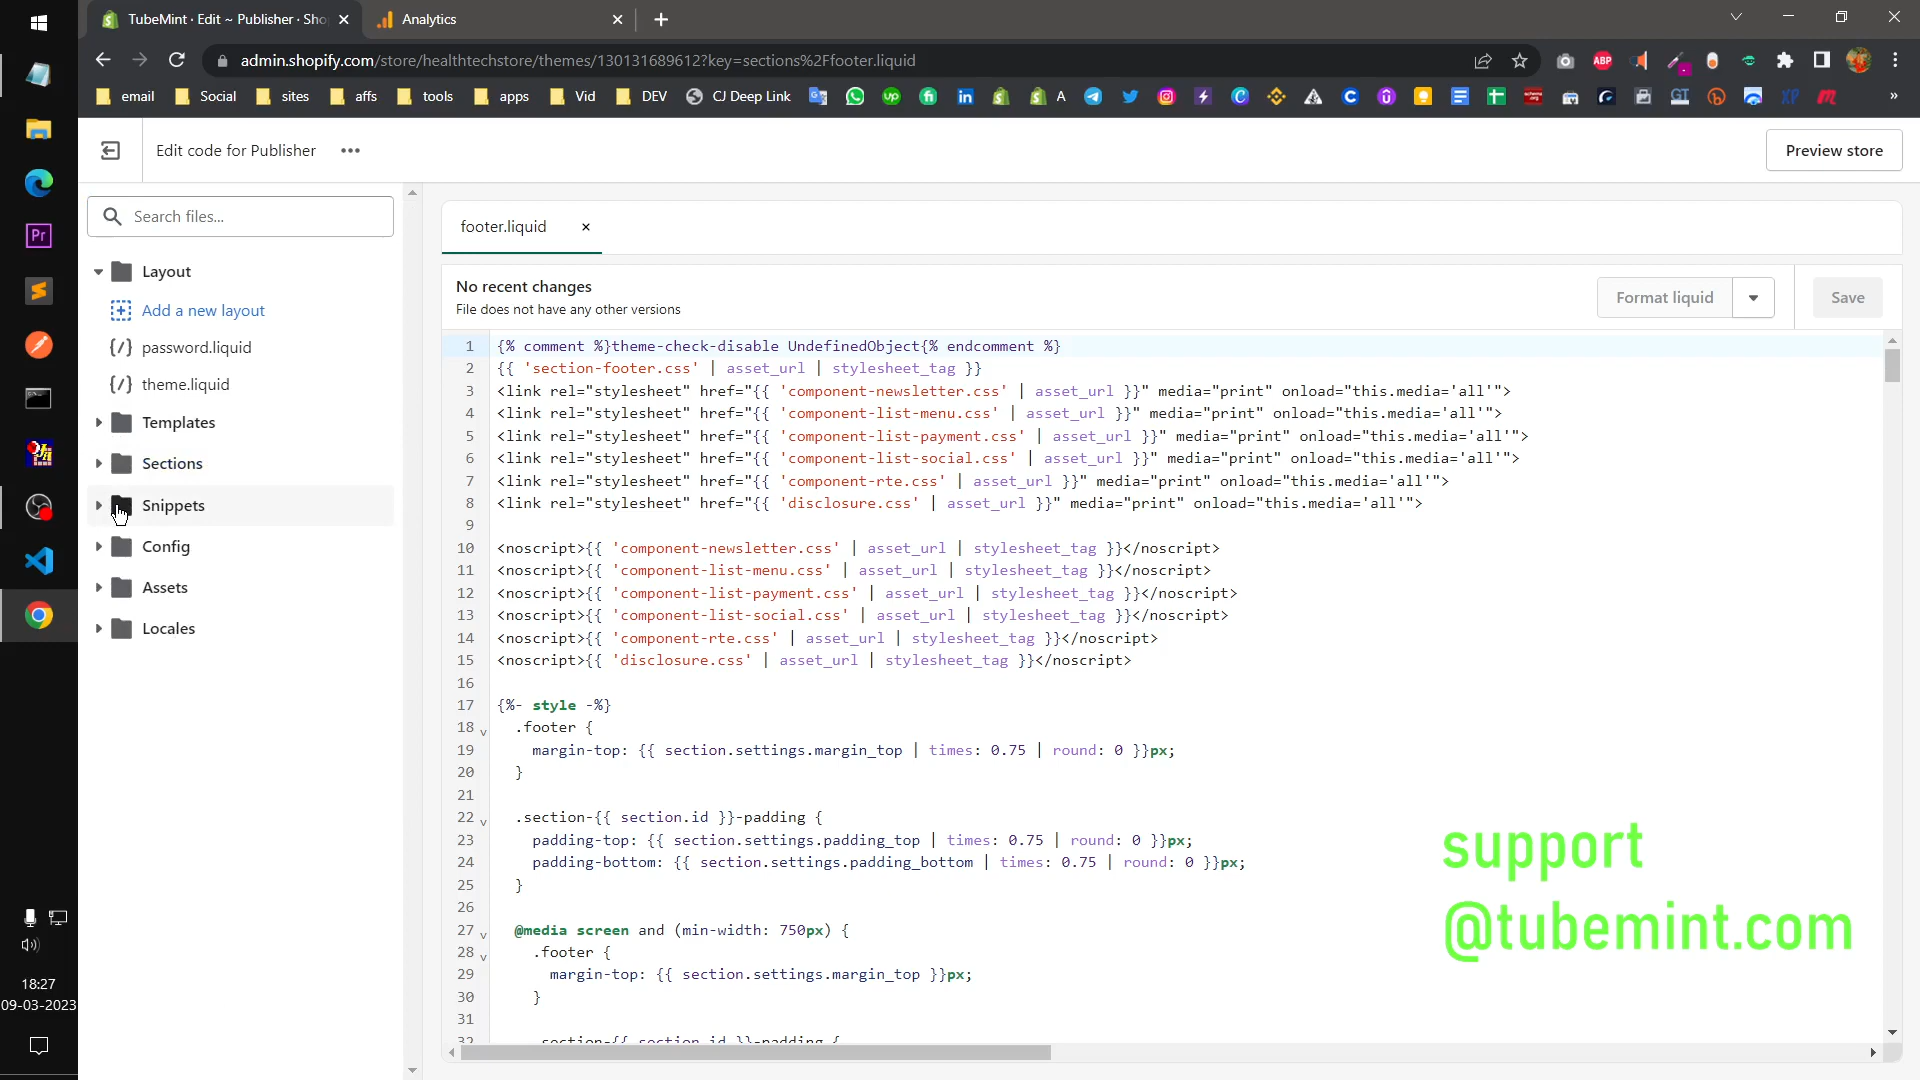 TubeMint · Edit ~ Publisher · Sho
Analytics
admin.shopify.com/store/healthtechstore/themes/130131689612?key=sections%2Ffooter.liquid
email
Social
sites
affs
tools
apps
Vid
DEV
CJ Deep Link
A
Edit code for Publisher
Preview store
Search files...
Layout
Add a new layout
password.liquid
theme.liquid
Templates
Sections
Snippets
Config
Assets
Locales
footer.liquid
No recent changes
File does not have any other versions
Format liquid
Save
1 {% comment %}theme-check-disable UndefinedObject{% endcomment %}
2 {{ 'section-footer.css' | asset_url | stylesheet_tag }}
3 <link rel="stylesheet" href="{{ 'component-newsletter.css' | asset_url }}" media="print" onload="this.media='all'">
4 <link rel="stylesheet" href="{{ 'component-list-menu.css' | asset_url }}" media="print" onload="this.media='all'">
5 <link rel="stylesheet" href="{{ 'component-list-payment.css' | asset_url }}" media="print" onload="this.media='all'">
6 <link rel="stylesheet" href="{{ 'component-list-social.css' | asset_url }}" media="print" onload="this.media='all'">
7 <link rel="stylesheet" href="{{ 'component-rte.css' | asset_url }}" media="print" onload="this.media='all'">
8 <link rel="stylesheet" href="{{ 'disclosure.css' | asset_url }}" media="print" onload="this.media='all'">
9
10 <noscript>{{ 'component-newsletter.css' | asset_url | stylesheet_tag }}</noscript>
11 <noscript>{{ 'component-list-menu.css' | asset_url | stylesheet_tag }}</noscript>
12 <noscript>{{ 'component-list-payment.css' | asset_url | stylesheet_tag }}</noscript>
13 <noscript>{{ 'component-list-social.css' | asset_url | stylesheet_tag }}</noscript>
14 <noscript>{{ 'component-rte.css' | asset_url | stylesheet_tag }}</noscript>
15 <noscript>{{ 'disclosure.css' | asset_url | stylesheet_tag }}</noscript>
16
17 {%- style -%}
18 .footer {
19 margin-top: {{ section.settings.margin_top | times: 0.75 | round: 0 }}px;
20 }
21
22 .section-{{ section.id }}-padding {
23 padding-top: {{ section.settings.padding_top | times: 0.75 | round: 0 }}px;
24 padding-bottom: {{ section.settings.padding_bottom | times: 0.75 | round: 0 }}px;
25 }
26
27 @media screen and (min-width: 750px) {
28 .footer {
29 margin-top: {{ section.settings.margin_top }}px;
30 }
31
32 .section-{{ section.id }}-padding {
support
@tubemint.com
Pr
ABP
18:27
09-03-2023